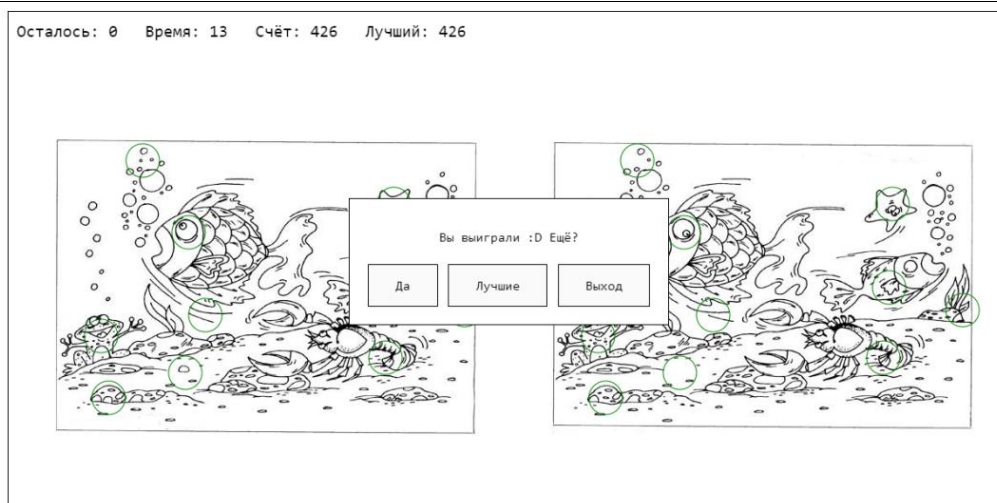 Осталось: 0 Время: 13 Счёт: 426 Лучший: 426
Вы выиграли :D Ещё?
Да Лучшие Выход